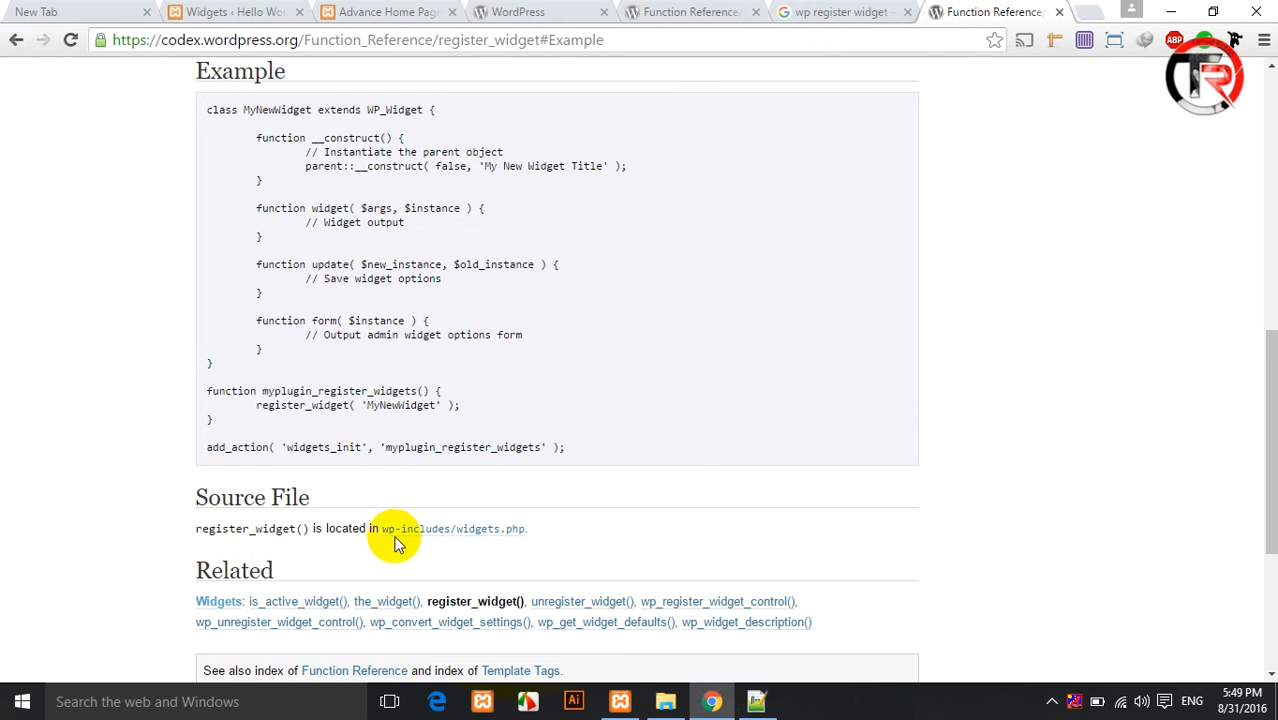 New Tab
Widgets ‹ Hello Wor
Advance Home Page
WordPress
Function Reference/
wp register widget -
Function Reference/
https://codex.wordpress.org/Function_Reference/register_widget#Example
ABP
TR
Example
class MyNewWidget extends WP_Widget {
function __construct() {
// Instantiate the parent object
parent::__construct( false, 'My New Widget Title' );
}
function widget( $args, $instance ) {
// Widget output
}
function update( $new_instance, $old_instance ) {
// Save widget options
}
function form( $instance ) {
// Output admin widget options form
}
}
function myplugin_register_widgets() {
register_widget( 'MyNewWidget' );
}
add_action( 'widgets_init', 'myplugin_register_widgets' );
Source File
register_widget() is located in wp-includes/widgets.php.
Related
Widgets: is_active_widget(), the_widget(), register_widget(), unregister_widget(), wp_register_widget_control(),
wp_unregister_widget_control(), wp_convert_widget_settings(), wp_get_widget_defaults(), wp_widget_description()
See also index of Function Reference and index of Template Tags.
Search the web and Windows
Ai
ENG
5:49 PM
8/31/2016